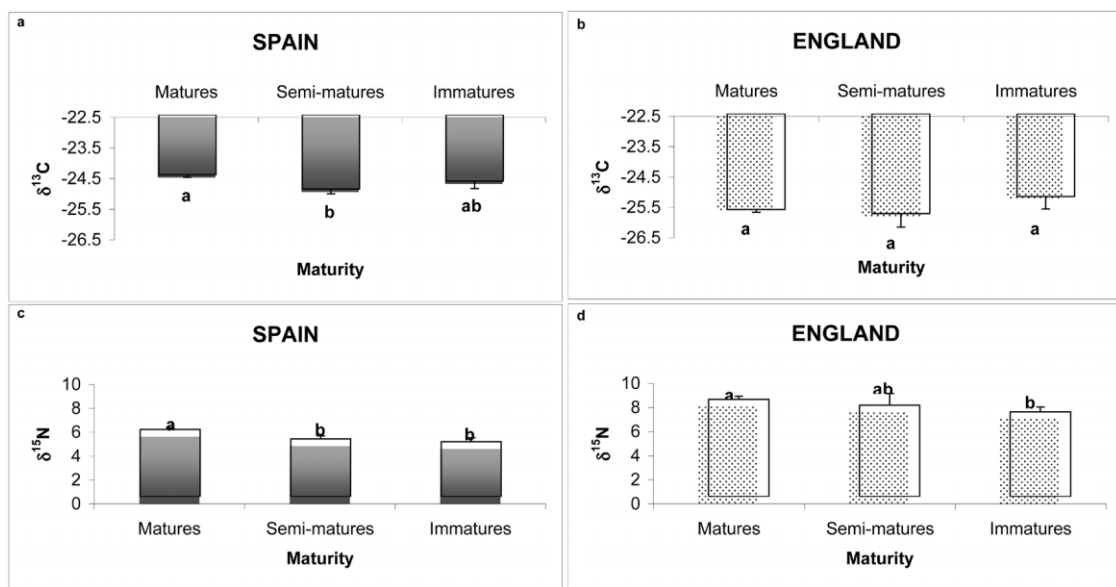 a
SPAIN
Matures Semi-matures Immatures
-22.5
-23.5
-24.5
-25.5
-26.5
δ¹³C
a b ab
Maturity
b
ENGLAND
Matures Semi-matures Immatures
-22.5
-23.5
-24.5
-25.5
-26.5
δ¹³C
a a a
Maturity
c
SPAIN
10
8
6
4
2
0
δ¹⁵N
a b b
Matures Semi-matures Immatures
Maturity
d
ENGLAND
10
8
6
4
2
0
δ¹⁵N
a ab b
Matures Semi-matures Immatures
Maturity